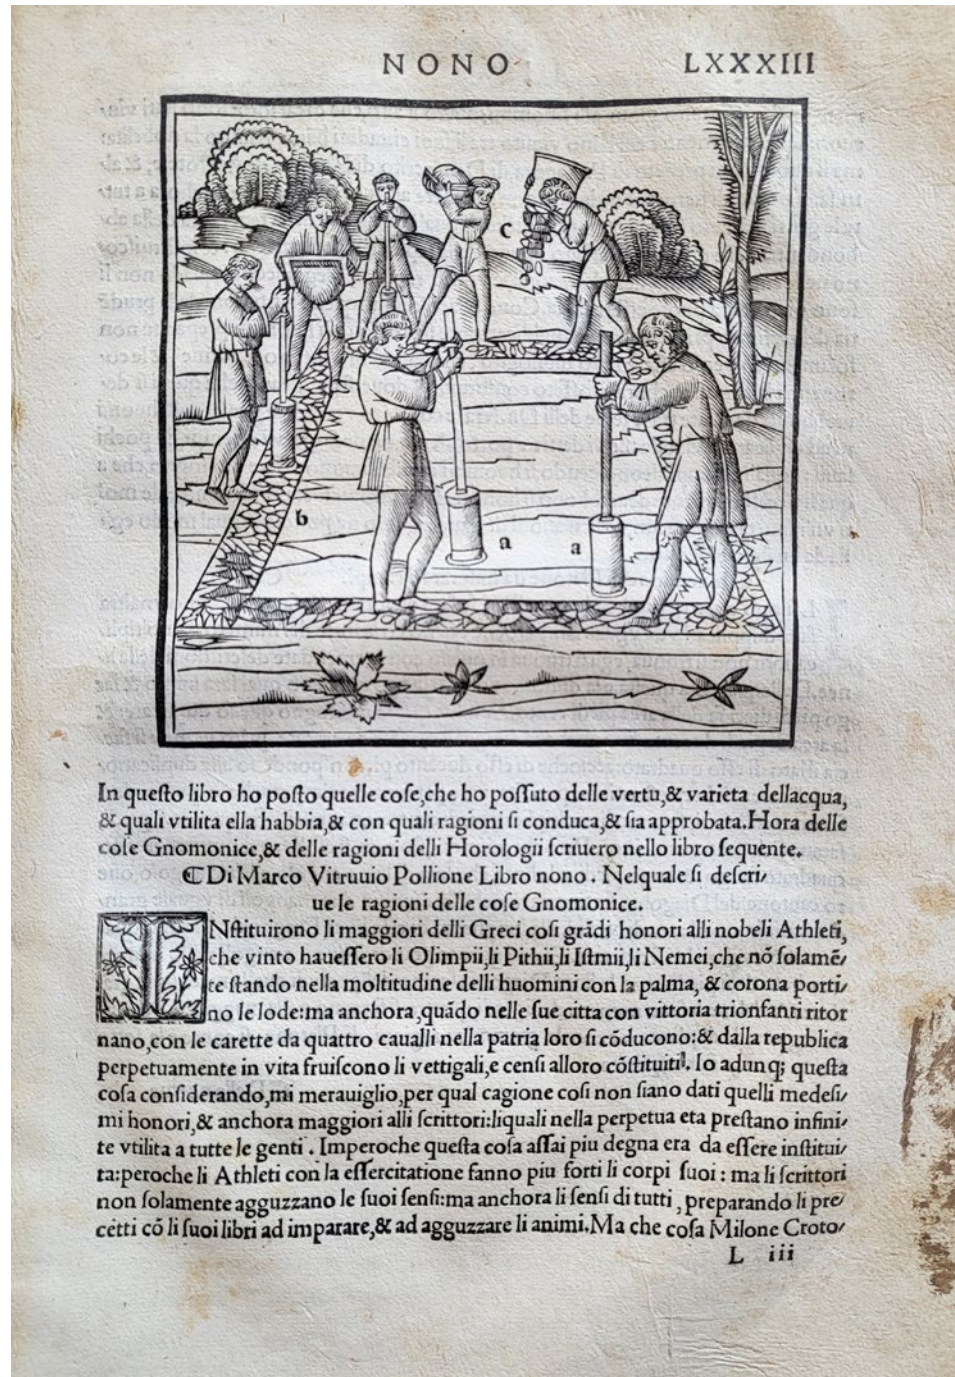 NONO LXXXIII
c
b
a a
In queſto libro ho poſto quelle coſe,che ho poſſuto delle vertu,& varieta dellacqua,
& quali vtilita ella habbia,& con quali ragioni ſi conduca,& ſia approbata.Hora delle
coſe Gnomonice,& delle ragioni delli Horologii ſcriuero nello libro ſequente.
⸿Di Marco Vitruuio Pollione Libro nono. Nelquale ſi deſcri/
ue le ragioni delle coſe Gnomonice.
INſtituirono li maggiori delli Greci coſi grādi honori alli nobeli Athleti,
che vinto haueſſero li Olimpii,li Pithii,li Iſtmii,li Nemei,che nō ſolamē/
te ſtando nella moltitudine delli huomini con la palma, & corona porti/
no le lode:ma anchora,quādo nelle ſue citta con vittoria trionfanti ritor
nano,con le carette da quattro caualli nella patria loro ſi cōducono:& dalla republica
perpetuamente in vita fruiſcono li vettigali,e cenſi alloro cōſtituiti. Io adunq; queſta
coſa conſiderando,mi merauiglio,per qual cagione coſi non ſiano dati quelli medeſi/
mi honori,& anchora maggiori alli ſcrittori:liquali nella perpetua eta preſtano infini/
te vtilita a tutte le genti. Imperoche queſta coſa aſſai piu degna era da eſſere inſtitui/
ta:peroche li Athleti con la eſſercitatione fanno piu forti li corpi ſuoi: ma li ſcrittori
non ſolamente agguzzano le ſuoi ſenſi:ma anchora li ſenſi di tutti, preparando li pre/
cetti cō li ſuoi libri ad imparare,& ad agguzzare li animi.Ma che coſa Milone Croto/
L iii